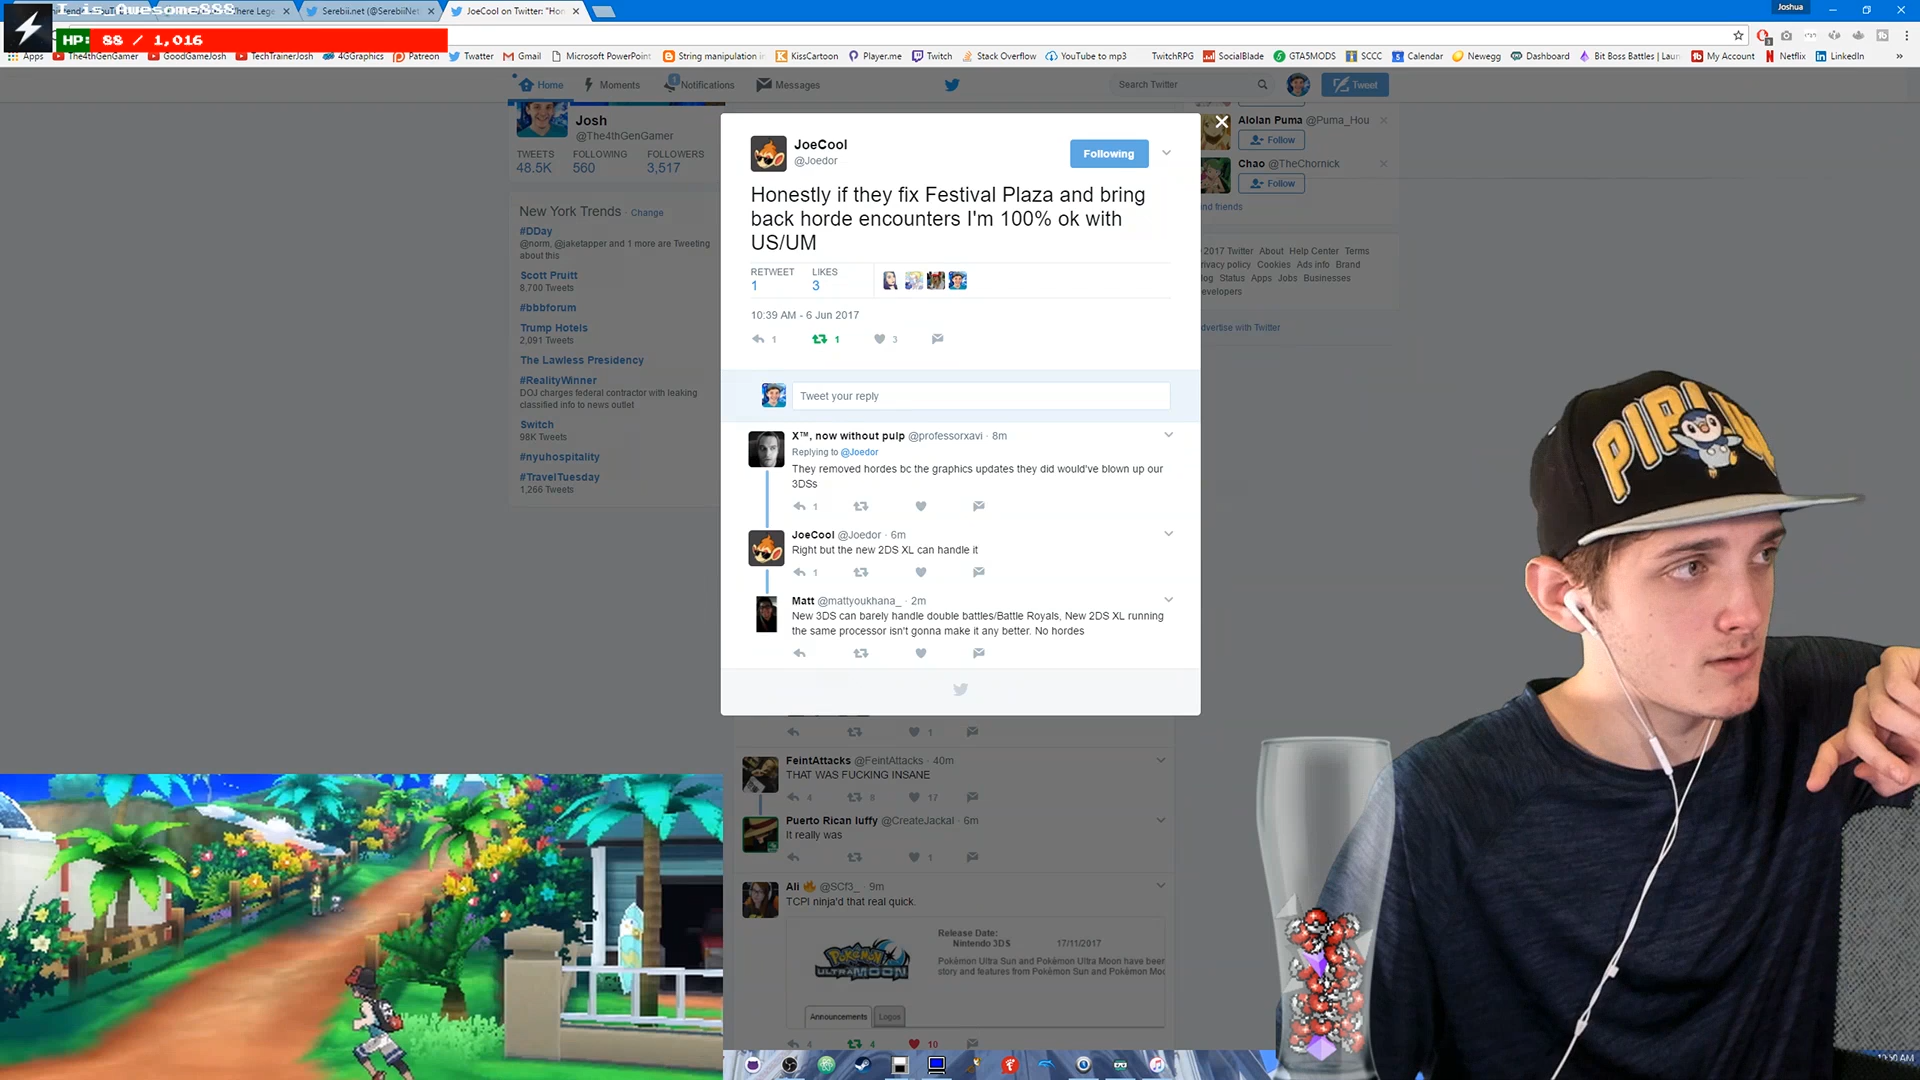 I_is_Awesome888
HP: 88 / 1,016
Serebii.net (@SerebiiNet
JoeCool on Twitter: "Hon
Joshua
Apps
The4thGenGamer
GoodGameJosh
TechTrainerJosh
4GGraphics
Patreon
Twatter
Gmail
Microsoft PowerPoint
String manipulation in
KissCartoon
Player.me
Twitch
Stack Overflow
YouTube to mp3
TwitchRPG
SocialBlade
GTA5MODS
SCCC
Calendar
Newegg
Dashboard
Bit Boss Battles | Laun
My Account
Netflix
LinkedIn
Home
Moments
Notifications
Messages
Search Twitter
Tweet
Josh
@The4thGenGamer
TWEETS FOLLOWING FOLLOWERS
48.5K 560 3,517
New York Trends · Change
#DDay
@norm, @jaketapper and 1 more are Tweeting
about this
Scott Pruitt
8,700 Tweets
#bbbforum
Trump Hotels
2,091 Tweets
The Lawless Presidency
#RealityWinner
DOJ charges federal contractor with leaking
classified info to news outlet
Switch
98K Tweets
#nyuhospitality
#TravelTuesday
1,266 Tweets
JoeCool
@Joedor
Following
Honestly if they fix Festival Plaza and bring
back horde encounters I'm 100% ok with
US/UM
RETWEET LIKES
1 3
10:39 AM - 6 Jun 2017
1 1 3
Tweet your reply
X™, now without pulp @professorxavi · 8m
Replying to @Joedor
They removed hordes bc the graphics updates they did would've blown up our
3DSs
1
JoeCool @Joedor · 6m
Right but the new 2DS XL can handle it
1
Matt @mattyoukhana_ · 2m
New 3DS can barely handle double battles/Battle Royals, New 2DS XL running
the same processor isn't gonna make it any better. No hordes
1
FeintAttacks @FeintAttacks · 40m
THAT WAS FUCKING INSANE
4 8 17
Puerto Rican luffy @CreateJackal · 6m
It really was
1
Ali @SCf3_ · 9m
TCPI ninja'd that real quick.
POKéMON
ULTRA MOON
Release Date:
Nintendo 3DS 17/11/2017
Pokémon Ultra Sun and Pokémon Ultra Moon have been
story and features from Pokémon Sun and Pokémon Moo
Announcements Logos
4 4 10
Alolan Puma @Puma_Hou
Follow
Chao @TheChornick
Follow
ind friends
2017 Twitter About Help Center Terms
rivacy policy Cookies Ads info Brand
log Status Apps Jobs Businesses
evelopers
dvertise with Twitter